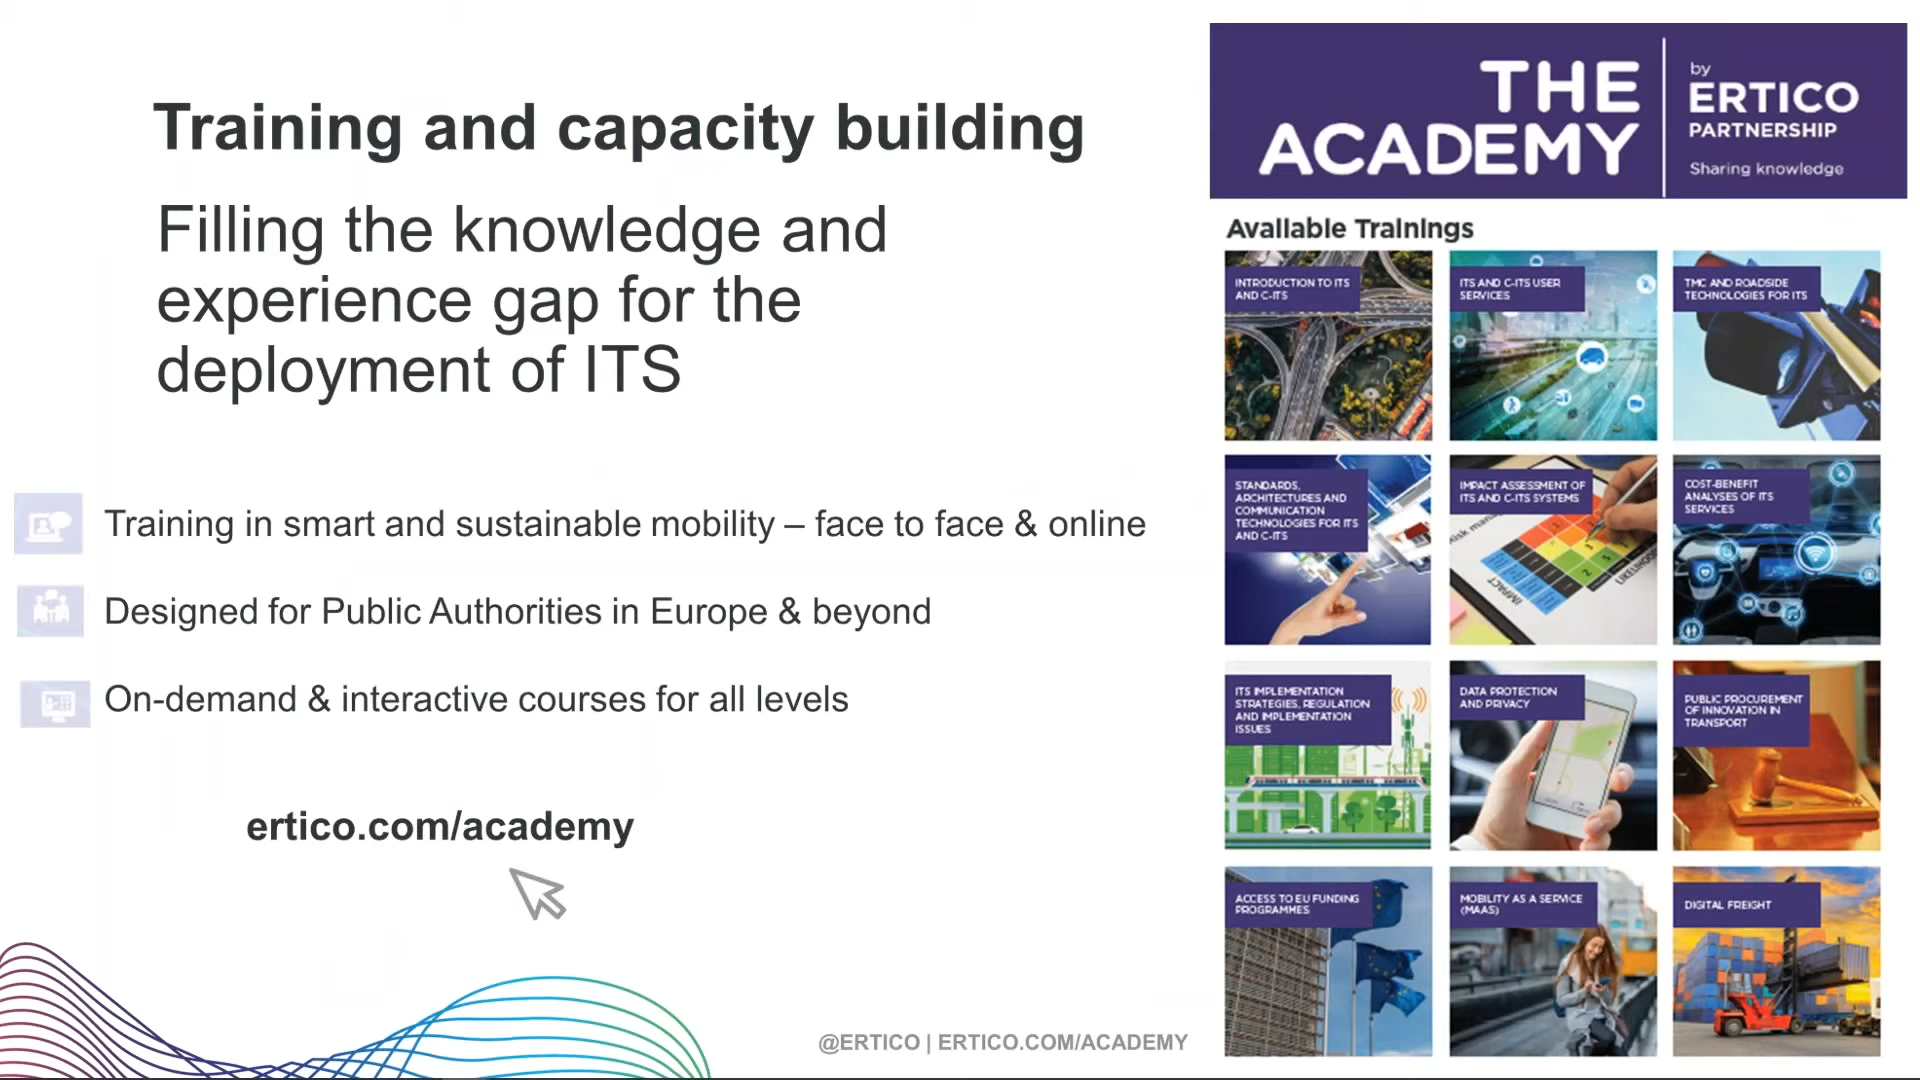 Training and capacity building
Filling the knowledge and
experience gap for the
deployment of ITS
Training in smart and sustainable mobility – face to face & online
Designed for Public Authorities in Europe & beyond
On-demand & interactive courses for all levels
ertico.com/academy
@ERTICO | ERTICO.COM/ACADEMY
THE
ACADEMY
by
ERTICO
PARTNERSHIP
Sharing knowledge
Available Trainings
INTRODUCTION TO ITS
AND C-ITS
ITS AND C-ITS USER
SERVICES
TMC AND ROADSIDE
TECHNOLOGIES FOR ITS
STANDARDS,
ARCHITECTURES AND
COMMUNICATION
TECHNOLOGIES FOR ITS
AND C-ITS
IMPACT ASSESSMENT OF
ITS AND C-ITS SYSTEMS
IMPACT
COST-BENEFIT
ANALYSES OF ITS
SERVICES
ITS IMPLEMENTATION
STRATEGIES, REGULATION
AND IMPLEMENTATION
ISSUES
DATA PROTECTION
AND PRIVACY
PUBLIC PROCUREMENT
OF INNOVATION IN
TRANSPORT
ACCESS TO EU FUNDING
PROGRAMMES
MOBILITY AS A SERVICE
(MAAS)
DIGITAL FREIGHT